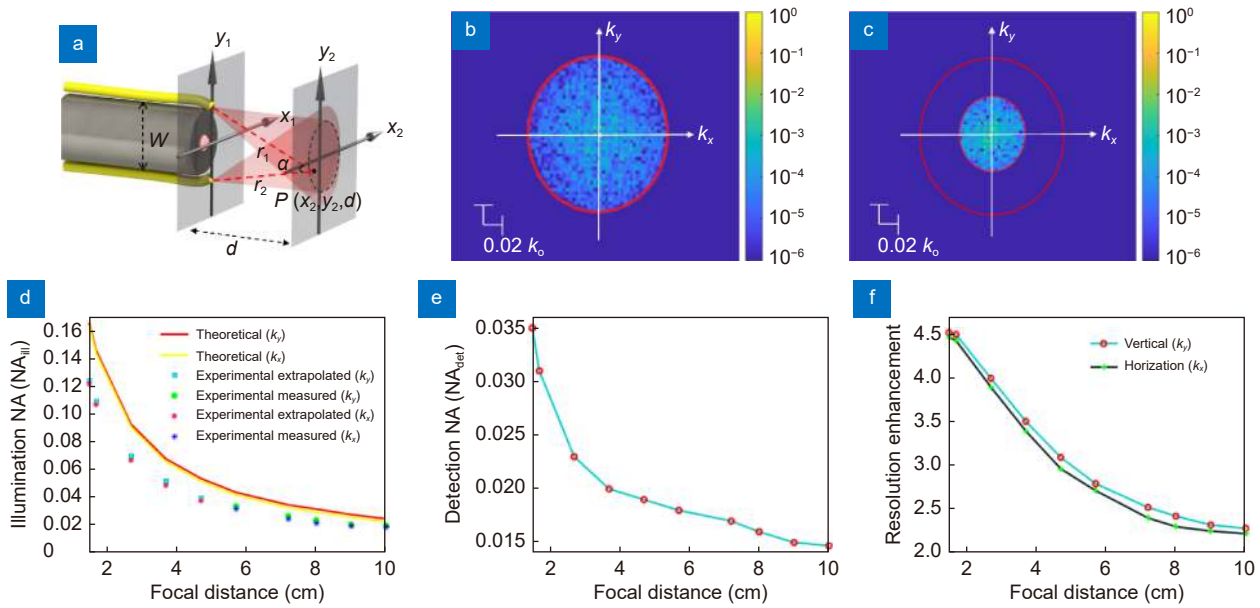 a
y1
y2
x1
x2
W
r1
α
r2
P (x2,y2,d)
d
b
ky
kx
0.02 ko
10^0
10^-1
10^-2
10^-3
10^-4
10^-5
10^-6
c
ky
kx
0.02 ko
10^0
10^-1
10^-2
10^-3
10^-4
10^-5
10^-6
d
Illumination NA (NAill)
0.16
0.14
0.12
0.10
0.08
0.06
0.04
0.02
0
Theoretical (ky)
Theoretical (kx)
Experimental extrapolated (ky)
Experimental measured (ky)
Experimental extrapolated (kx)
Experimental measured (kx)
2 4 6 8 10
Focal distance (cm)
e
Detection NA (NAdet)
0.035
0.030
0.025
0.020
0.015
2 4 6 8 10
Focal distance (cm)
f
Resolution enhancement
4.5
4.0
3.5
3.0
2.5
2.0
Vertical (ky)
Horization (kx)
2 4 6 8 10
Focal distance (cm)